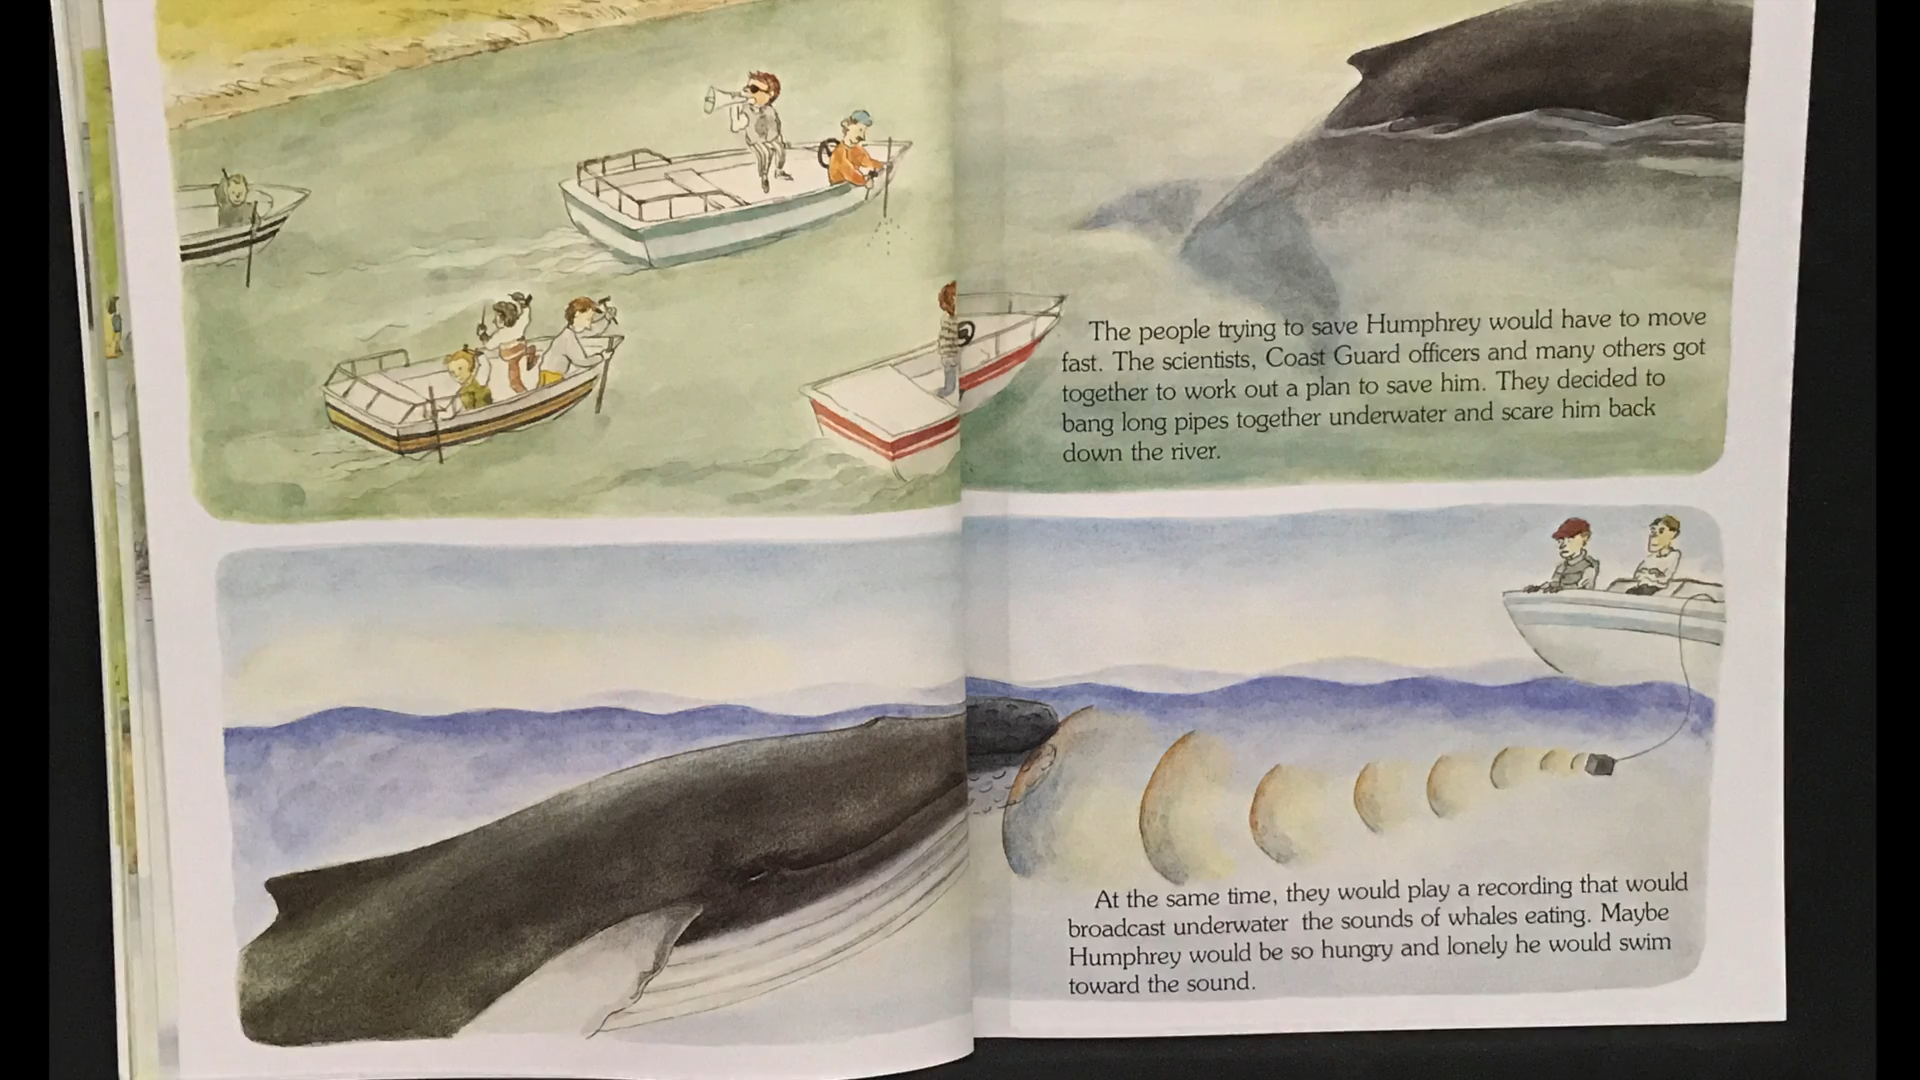 The people trying to save Humphrey would have to move
fast. The scientists, Coast Guard officers and many others got
together to work out a plan to save him. They decided to
bang long pipes together underwater and scare him back
down the river.
At the same time, they would play a recording that would
broadcast underwater the sounds of whales eating. Maybe
Humphrey would be so hungry and lonely he would swim
toward the sound.